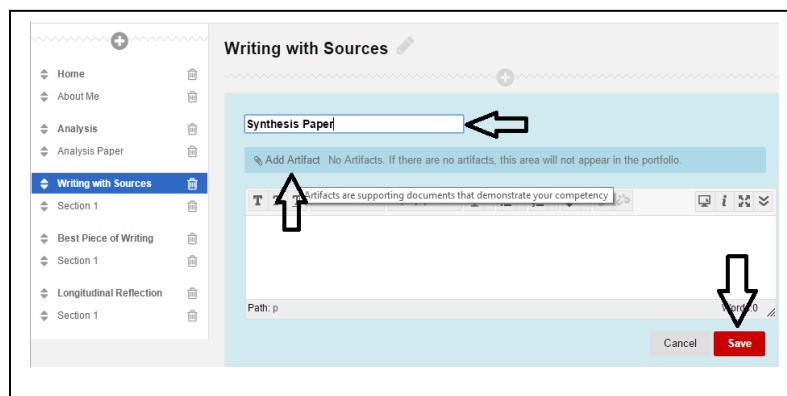 Writing with Sources
Home
About Me
Analysis
Analysis Paper
Writing with Sources
Section 1
Best Piece of Writing
Section 1
Longitudinal Reflection
Section 1
Synthesis Paper
Add Artifact No Artifacts. If there are no artifacts, this area will not appear in the portfolio.
Artifacts are supporting documents that demonstrate your competency
T T T
Path: p
Words:0
Cancel Save